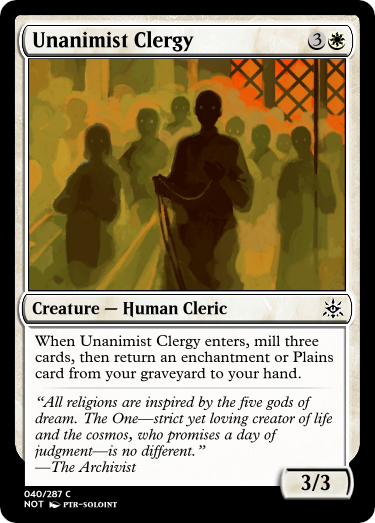 Unanimist Clergy 3
Creature — Human Cleric
When Unanimist Clergy enters, mill three
cards, then return an enchantment or Plains
card from your graveyard to your hand.
“All religions are inspired by the five gods of
dream. The One—strict yet loving creator of life
and the cosmos, who promises a day of
judgment—is no different.”
—The Archivist
3/3
040/287 C
NOT PTR-SOLOINT